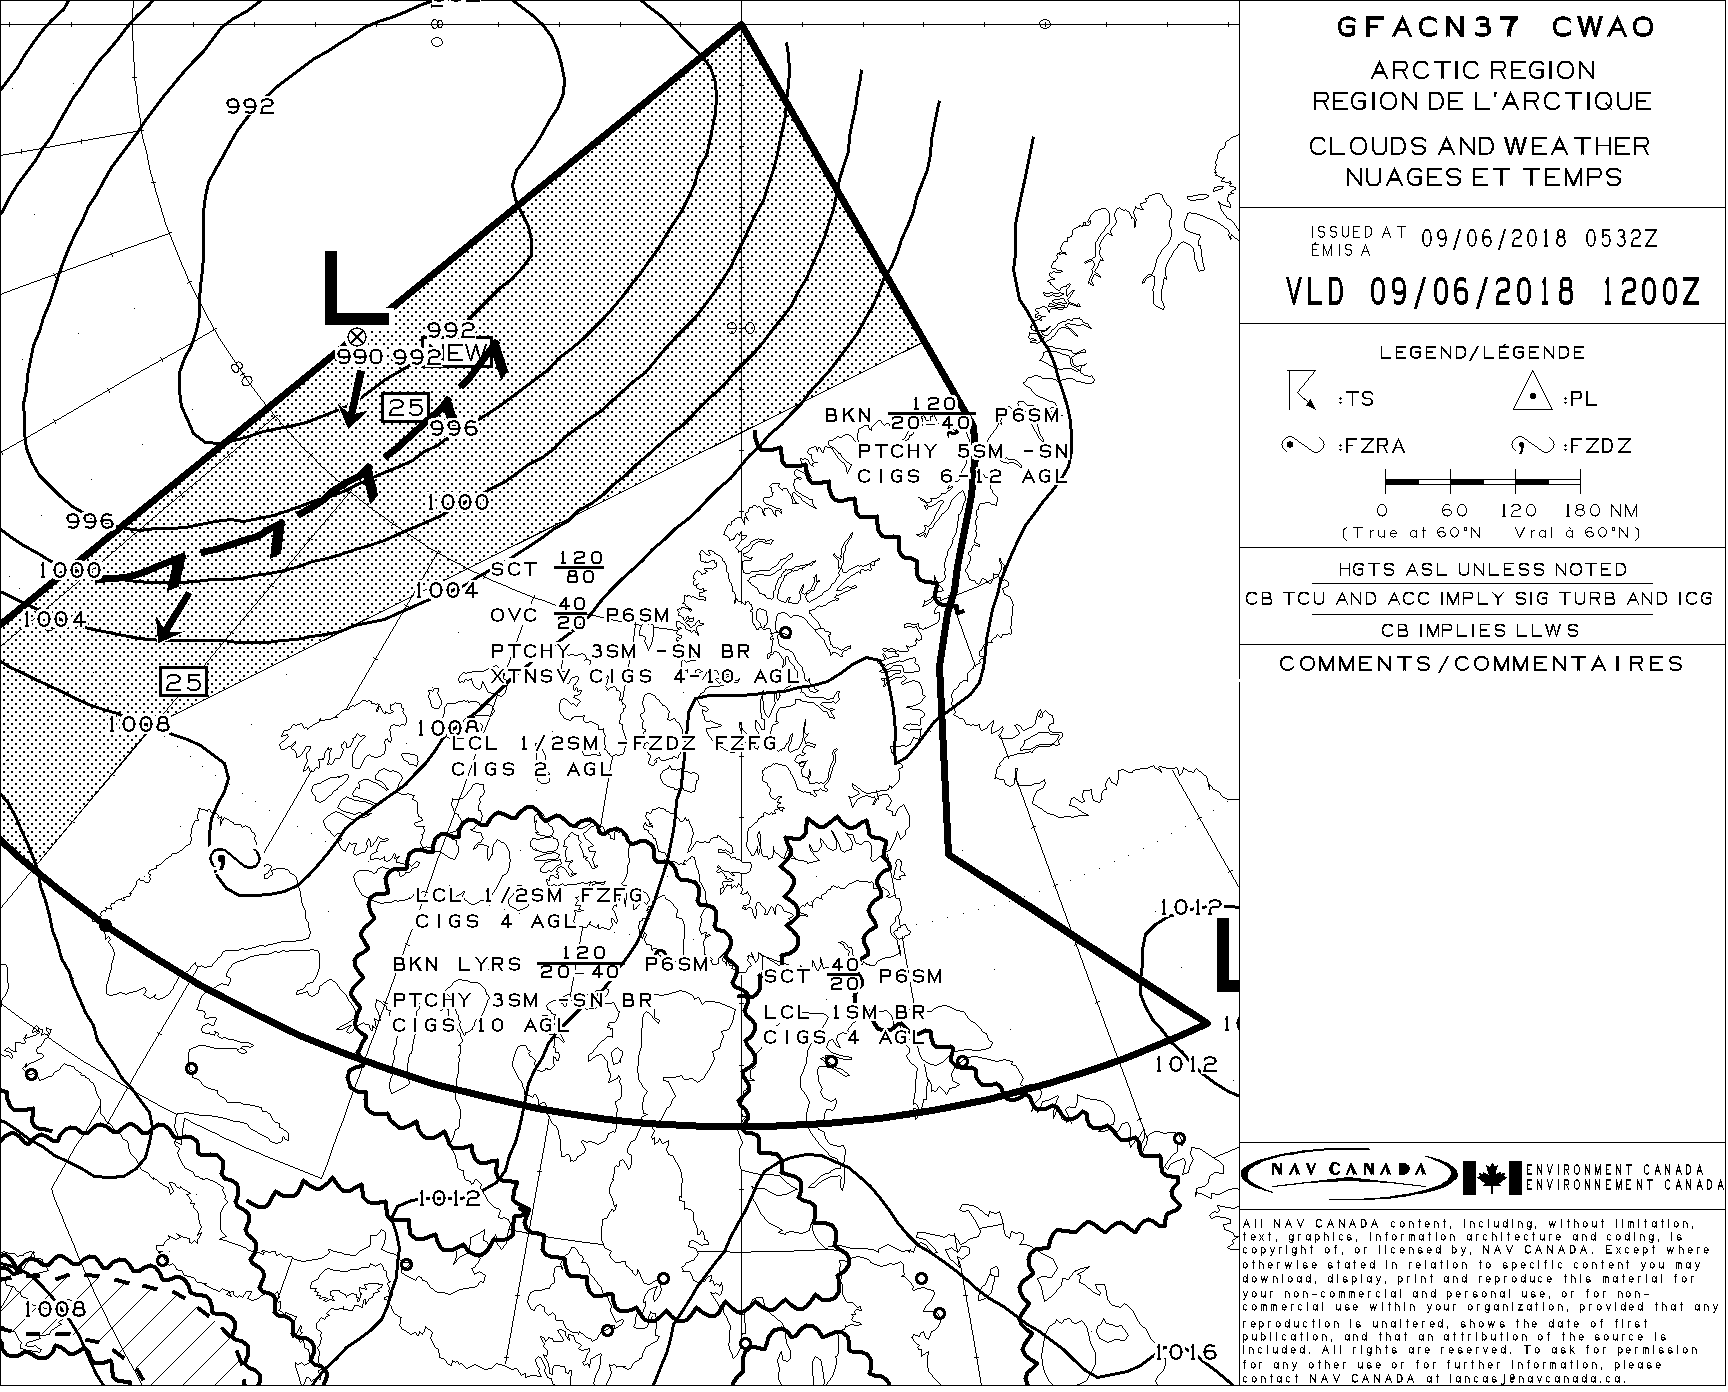 992
80
90
992
990 992
25
996
1000
996
1000
1004
1004
25
1008
1008
BKN 120 P6SM
20-40
PTCHY 5SM -SN
CIGS 6-12 AGL
SCT 120
80
OVC 40 P6SM
20
PTCHY 3SM -SN BR
XTNSV CIGS 4-10 AGL
LCL 1/2SM -FZDZ FZFG
CIGS 2 AGL
LCL 1/2SM FZFG
CIGS 4 AGL
BKN LYRS 120 P6SM
20-40
PTCHY 3SM -SN BR
CIGS 10 AGL
SCT 40 P6SM
20
LCL 1SM BR
CIGS 4 AGL
1012
L
1012
1012
1008
1016
L
GFACN37 CWAO
ARCTIC REGION
REGION DE L'ARCTIQUE
CLOUDS AND WEATHER
NUAGES ET TEMPS
ISSUED AT 09/06/2018 0532Z
ÉMIS A
VLD 09/06/2018 1200Z
LEGEND/LÉGENDE
:TS :PL
:FZRA :FZDZ
0 60 120 180 NM
(True at 60°N Vrai à 60°N)
HGTS ASL UNLESS NOTED
CB TCU AND ACC IMPLY SIG TURB AND ICG
CB IMPLIES LLWS
COMMENTS/COMMENTAIRES
NAV CANADA
ENVIRONMENT CANADA
ENVIRONNEMENT CANADA
All NAV CANADA content, including, without limitation,
text, graphics, information architecture and coding, is
copyright of, or licensed by, NAV CANADA. Except where
otherwise stated in relation to specific content you may
download, display, print and reproduce this material for
your non-commercial and personal use, or for non-
commercial use within your organization, provided that any
reproduction is unaltered, shows the date of first
publication, and that an attribution of the source is
included. All rights are reserved. To ask for permission
for any other use or for further information, please
contact NAV CANADA at lancasj@navcanada.ca.